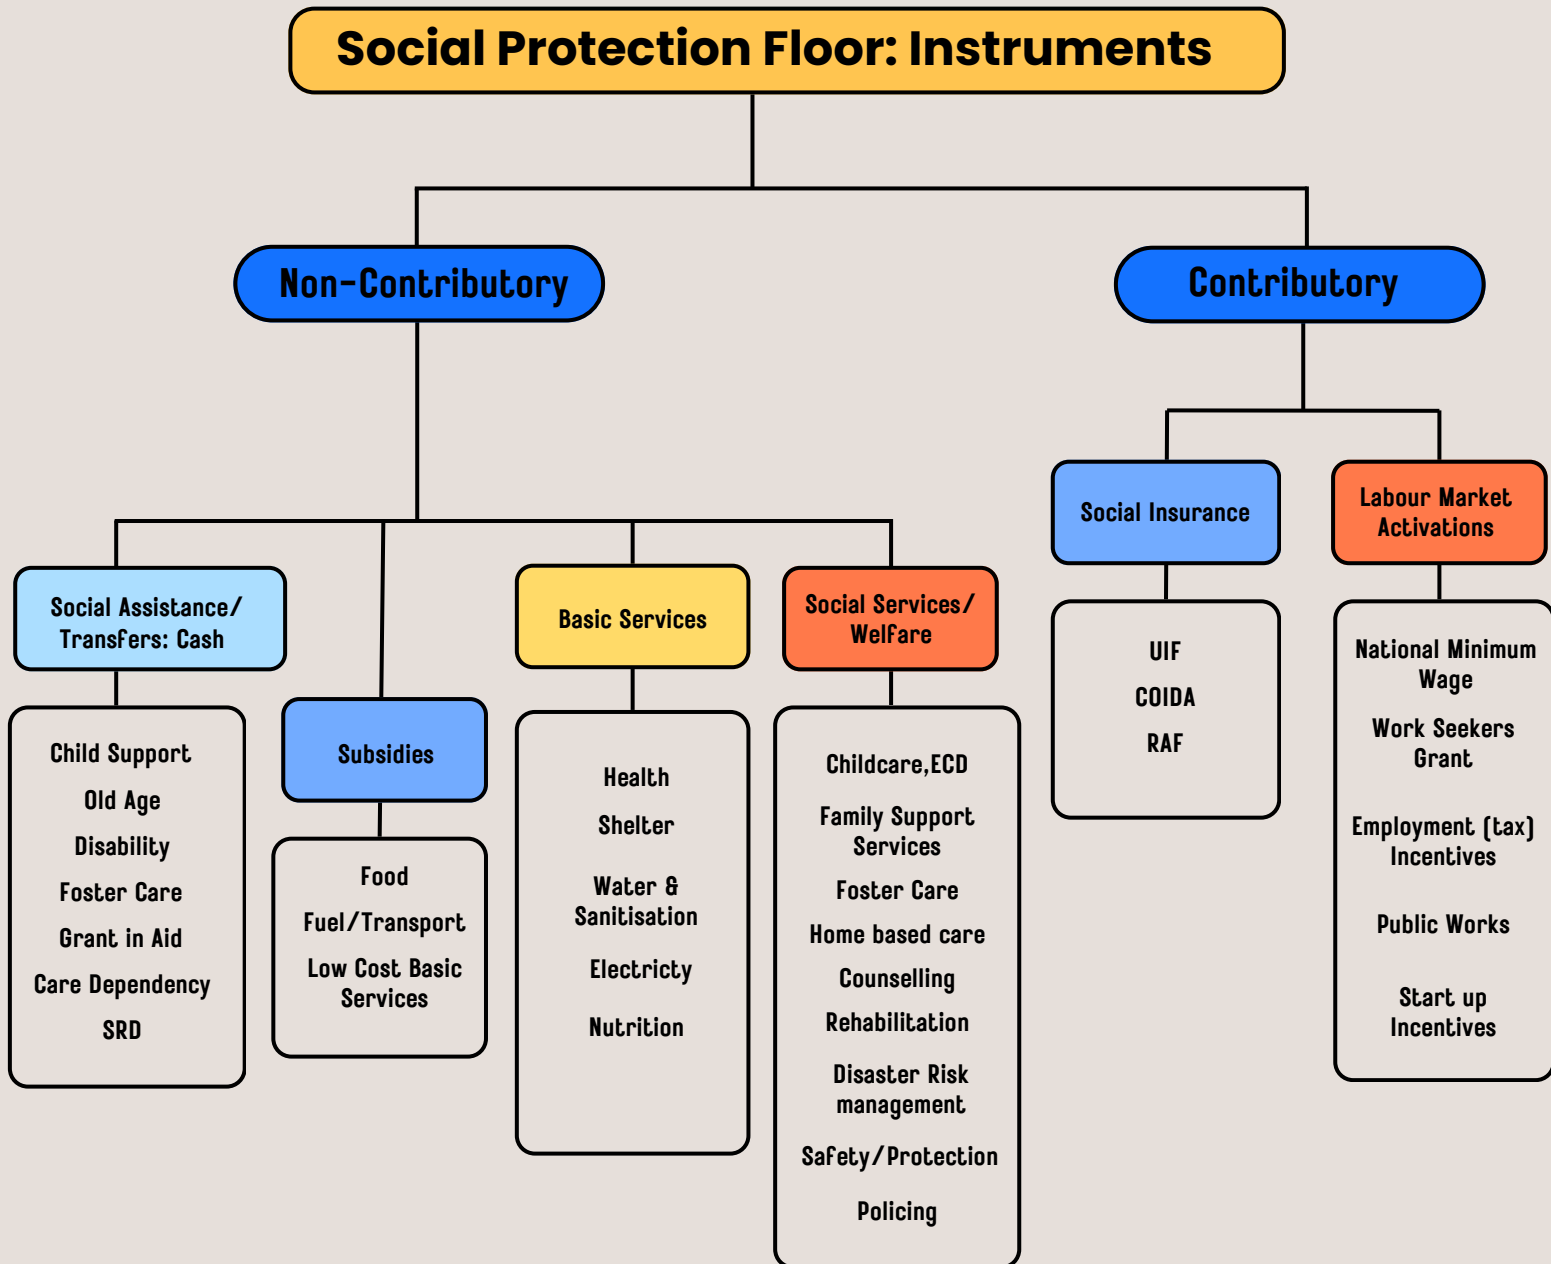 Social Protection Floor: Instruments
Non-Contributory
Contributory
Social Assistance/
Transfers: Cash
Child Support
Old Age
Disability
Foster Care
Grant in Aid
Care Dependency
SRD
Subsidies
Food
Fuel/Transport
Low Cost Basic
Services
Basic Services
Health
Shelter
Water &
Sanitisation
Electricty
Nutrition
Social Services/
Welfare
Childcare,ECD
Family Support
Services
Foster Care
Home based care
Counselling
Rehabilitation
Disaster Risk
management
Safety/Protection
Policing
Social Insurance
UIF
COIDA
RAF
Labour Market
Activations
National Minimum
Wage
Work Seekers
Grant
Employment (tax)
Incentives
Public Works
Start up
Incentives